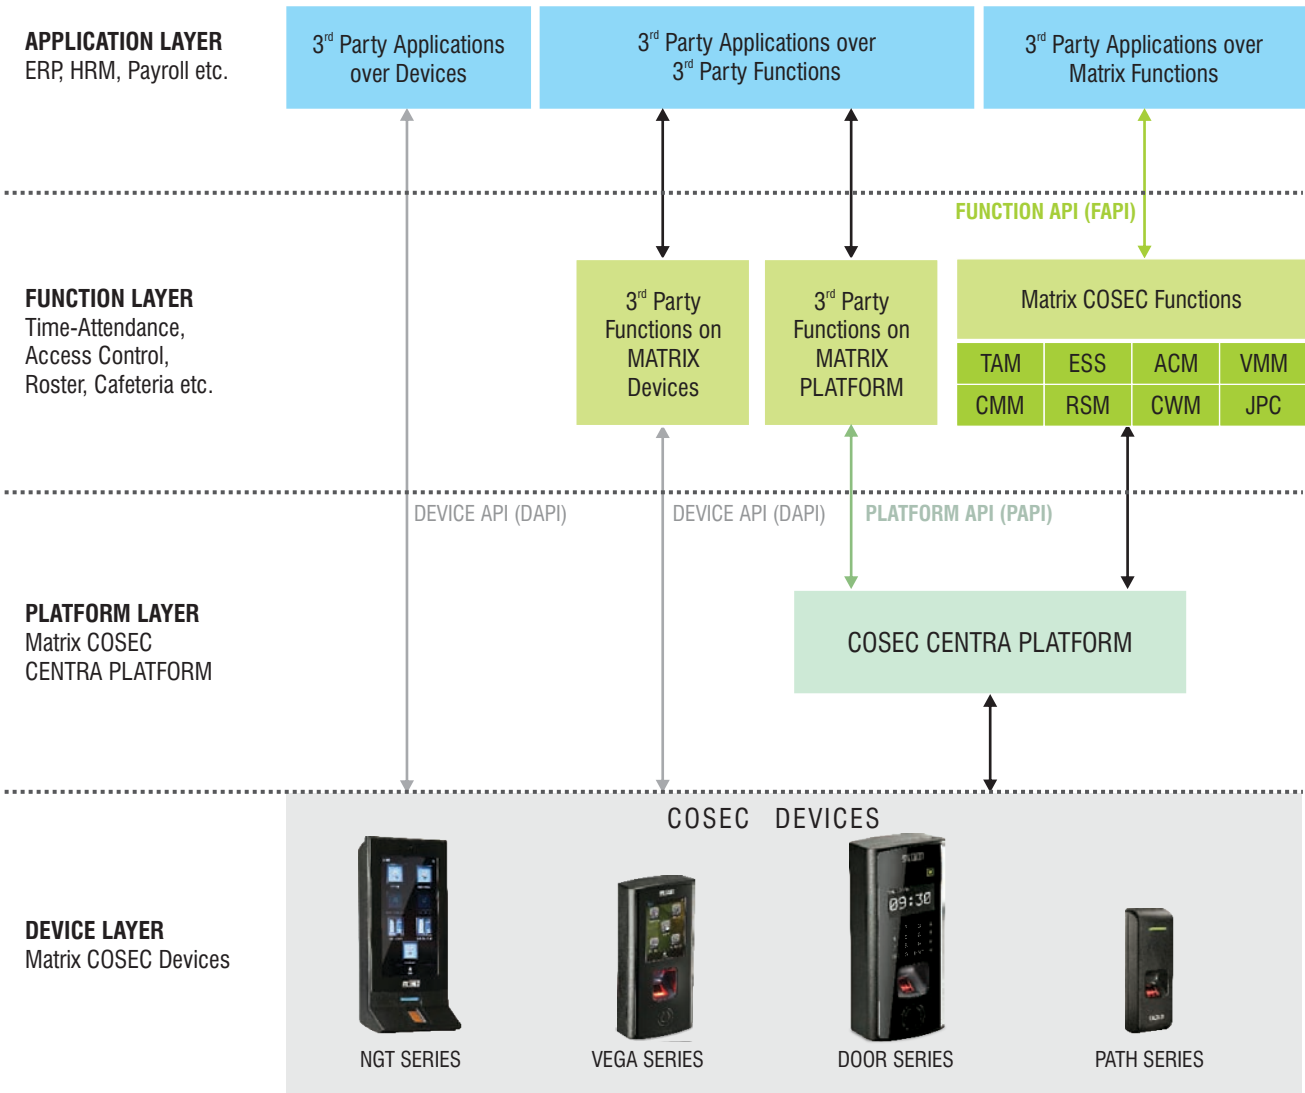 APPLICATION LAYER
ERP, HRM, Payroll etc.
3rd Party Applications
over Devices
3rd Party Applications over
3rd Party Functions
3rd Party Applications over
Matrix Functions
FUNCTION API (FAPI)
FUNCTION LAYER
Time-Attendance,
Access Control,
Roster, Cafeteria etc.
3rd Party
Functions on
MATRIX
Devices
3rd Party
Functions on
MATRIX
PLATFORM
Matrix COSEC Functions
TAM ESS ACM VMM
CMM RSM CWM JPC
DEVICE API (DAPI)
DEVICE API (DAPI)
PLATFORM API (PAPI)
PLATFORM LAYER
Matrix COSEC
CENTRA PLATFORM
COSEC CENTRA PLATFORM
COSEC DEVICES
09:30
DEVICE LAYER
Matrix COSEC Devices
NGT SERIES
VEGA SERIES
DOOR SERIES
PATH SERIES